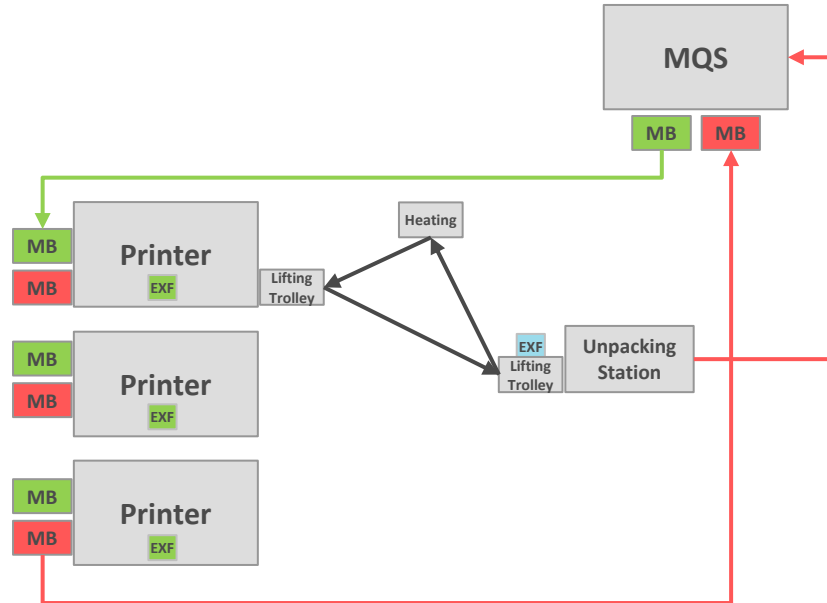 MQS
MB
MB
MB
MB
Printer
EXF
Heating
Lifting
Trolley
EXF
Lifting
Trolley
Unpacking
Station
MB
MB
Printer
EXF
MB
MB
Printer
EXF